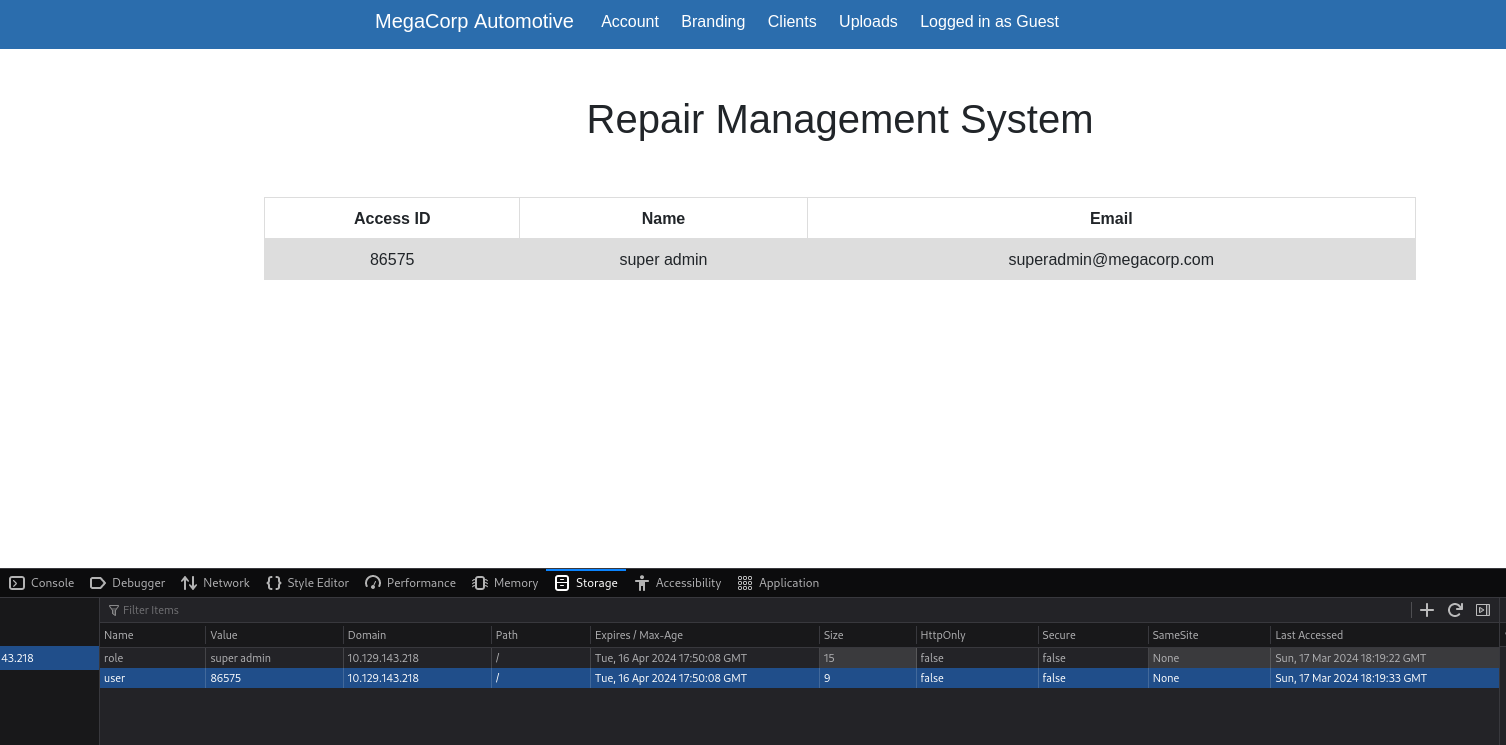 MegaCorp Automotive Account Branding Clients Uploads Logged in as Guest
Repair Management System
Access ID Name Email
86575 super admin superadmin@megacorp.com
Console Debugger Network Style Editor Performance Memory Storage Accessibility Application
Filter Items
Name Value Domain Path Expires / Max-Age Size HttpOnly Secure SameSite Last Accessed
role super admin 10.129.143.218 / Tue, 16 Apr 2024 17:50:08 GMT 15 false false None Sun, 17 Mar 2024 18:19:22 GMT
43.218 user 86575 10.129.143.218 / Tue, 16 Apr 2024 17:50:08 GMT 9 false false None Sun, 17 Mar 2024 18:19:33 GMT